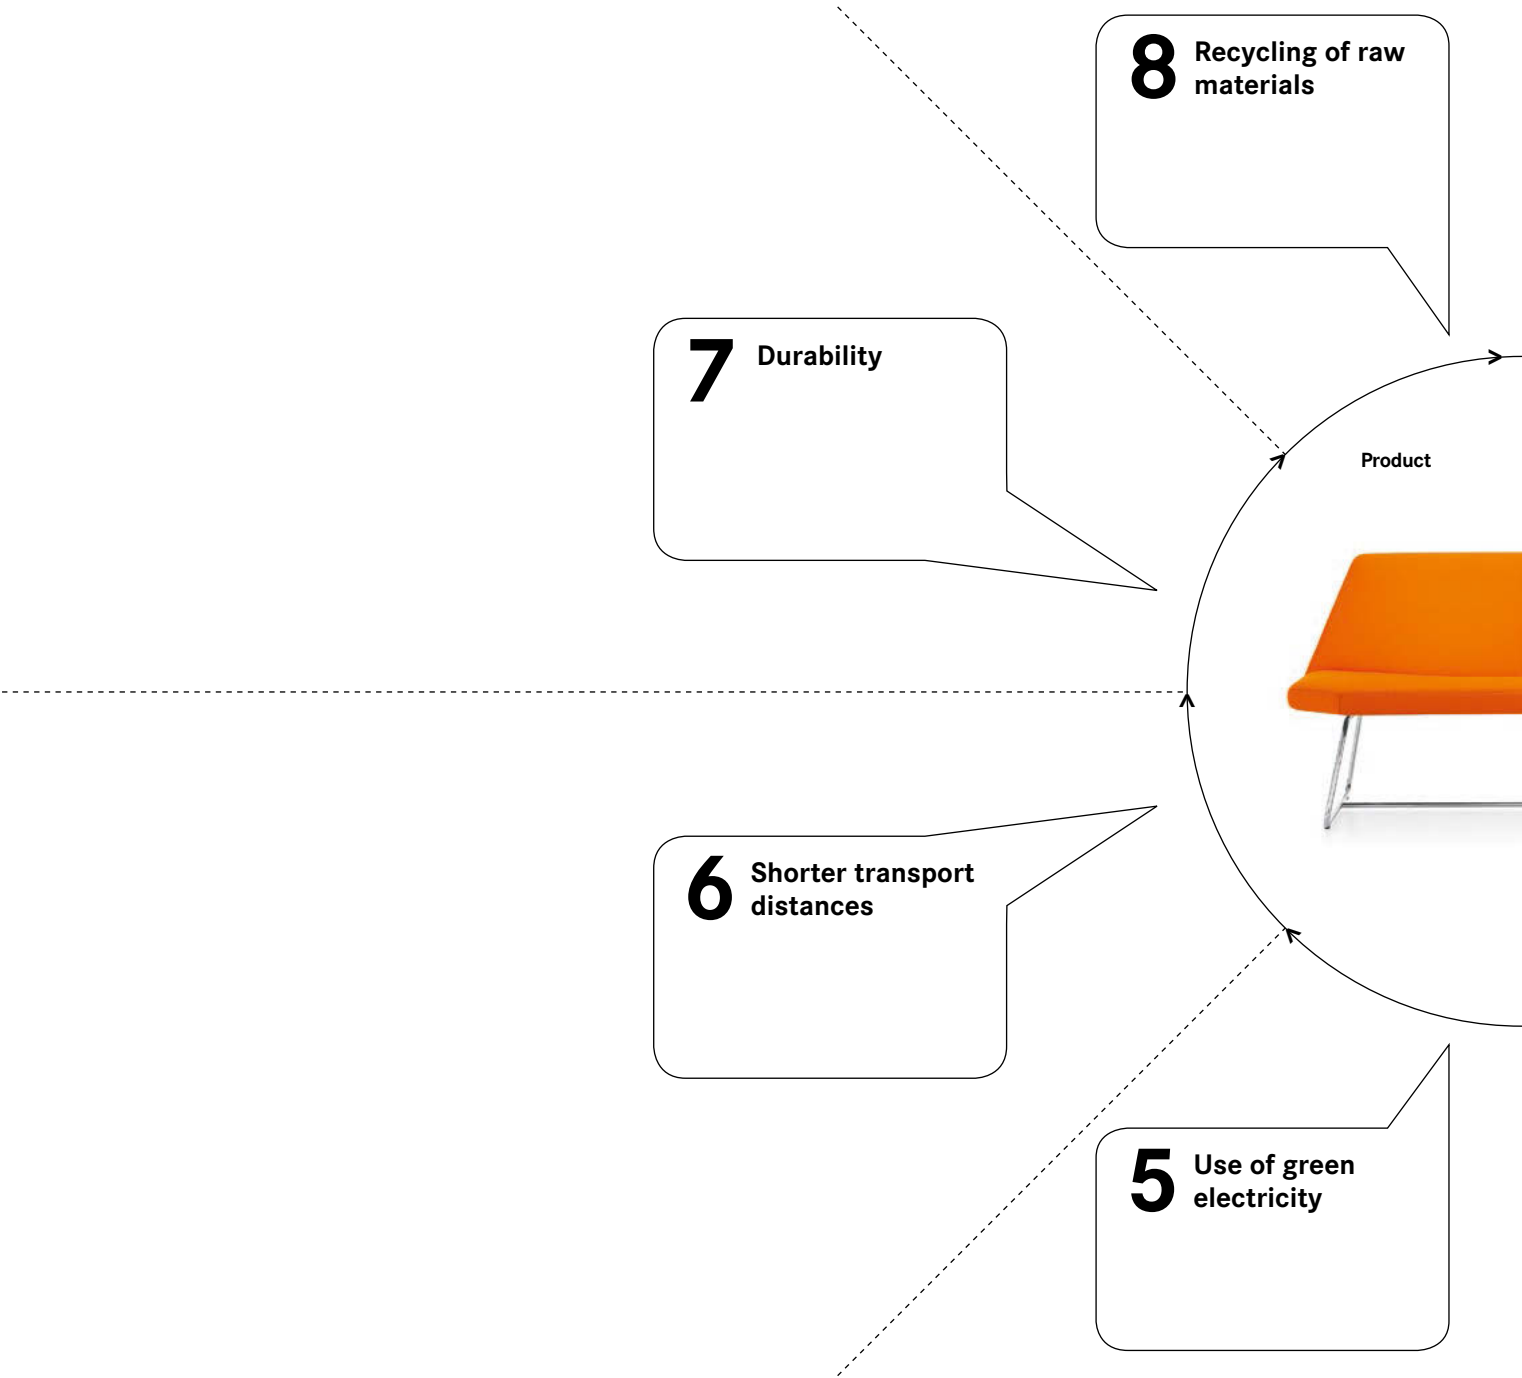 8 Recycling of raw
materials
7 Durability
Product
6 Shorter transport
distances
5 Use of green
electricity